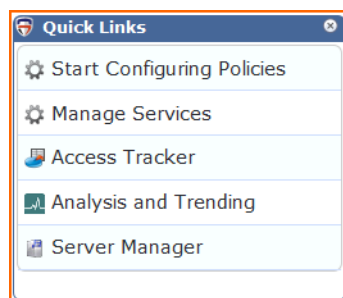 Quick Links
Start Configuring Policies
Manage Services
Access Tracker
Analysis and Trending
Server Manager